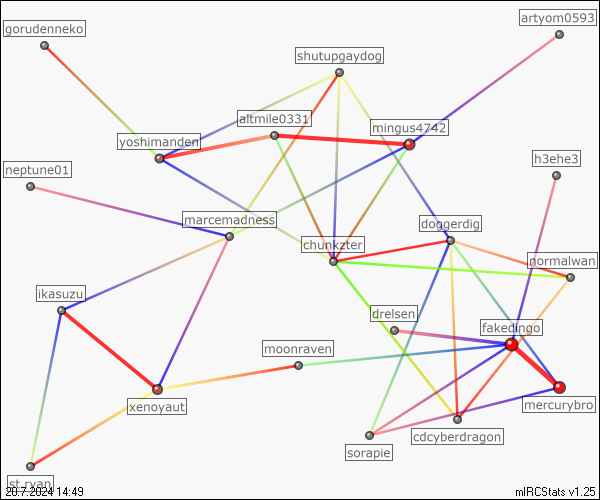 artyom0593
gorudenneko
shutupgaydog
altmile0331
mingus4742
yoshimanden
h3ehe3
neptune01
marcemadness
doggerdig
chunkzter
normalwan
ikasuzu
drelsen
fakedingo
moonraven
xenoyaut
mercurybro
cdcyberdragon
sorapie
st_ryan
20.7.2024 14:49
mIRCStats v1.25